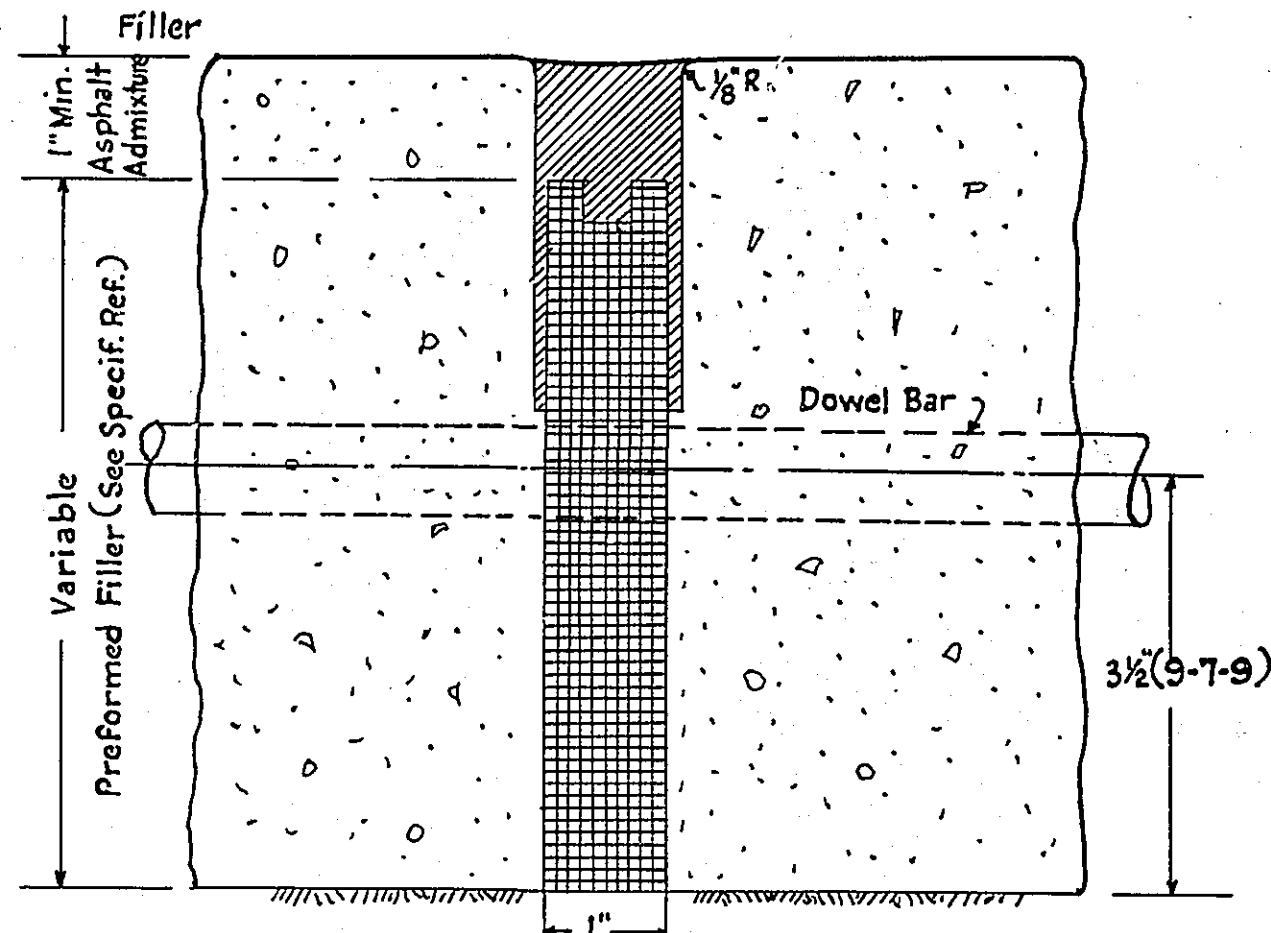 Filler
1" Min.
Asphalt
Admixture
1/8" R.
Variable
Preformed Filler (See Specif. Ref.)
Dowel Bar
3½" (9-7-9)
1"